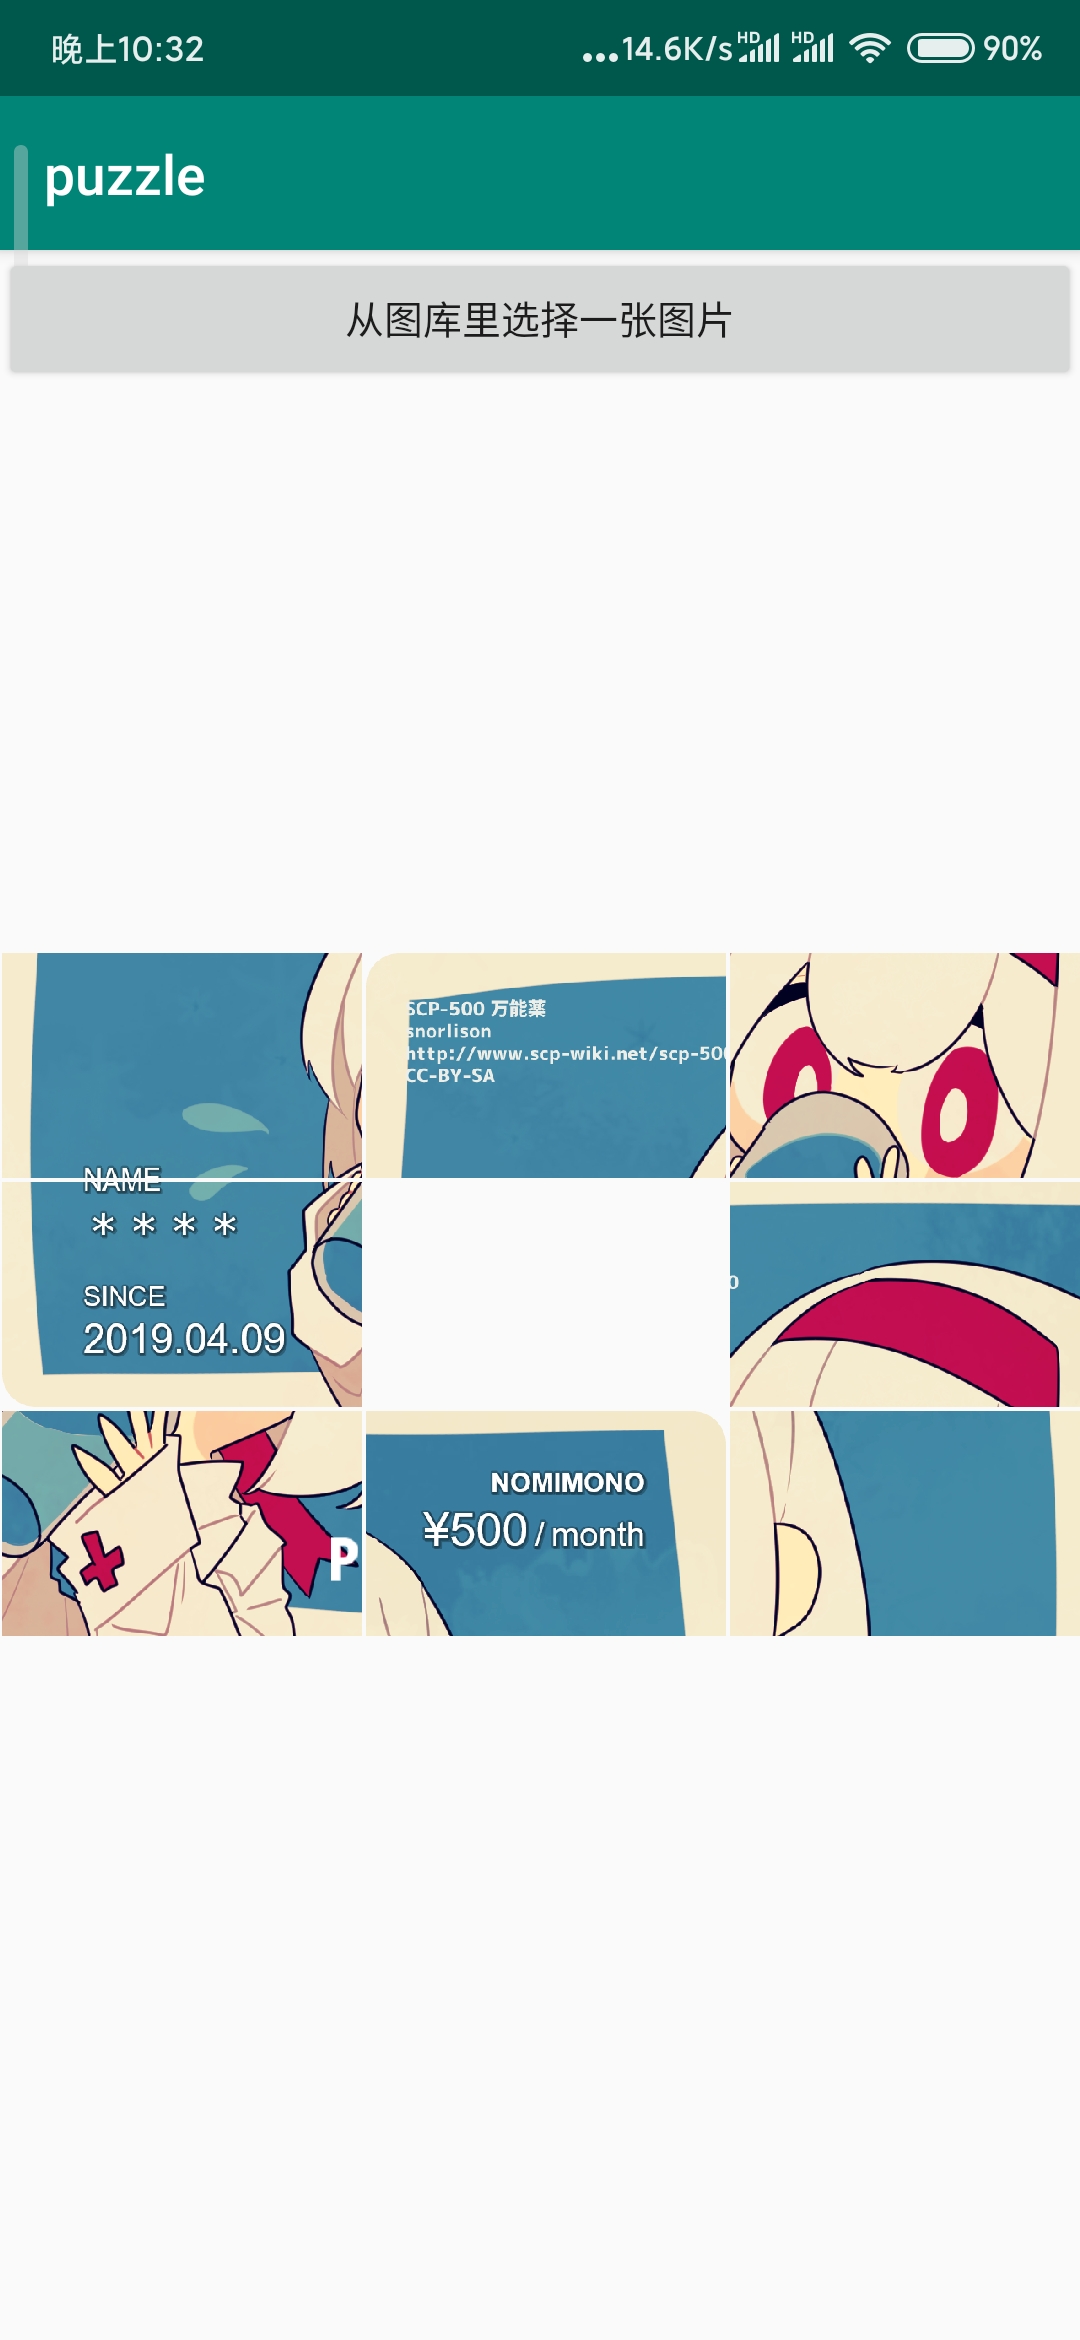 晚上10:32
...14.6K/s HD HD 90%
puzzle
从图库里选择一张图片
SCP-500 万能薬
snorlison
http://www.scp-wiki.net/scp-500
CC-BY-SA
NAME
＊＊＊＊
SINCE
2019.04.09
0
P
NOMIMONO
¥500 / month